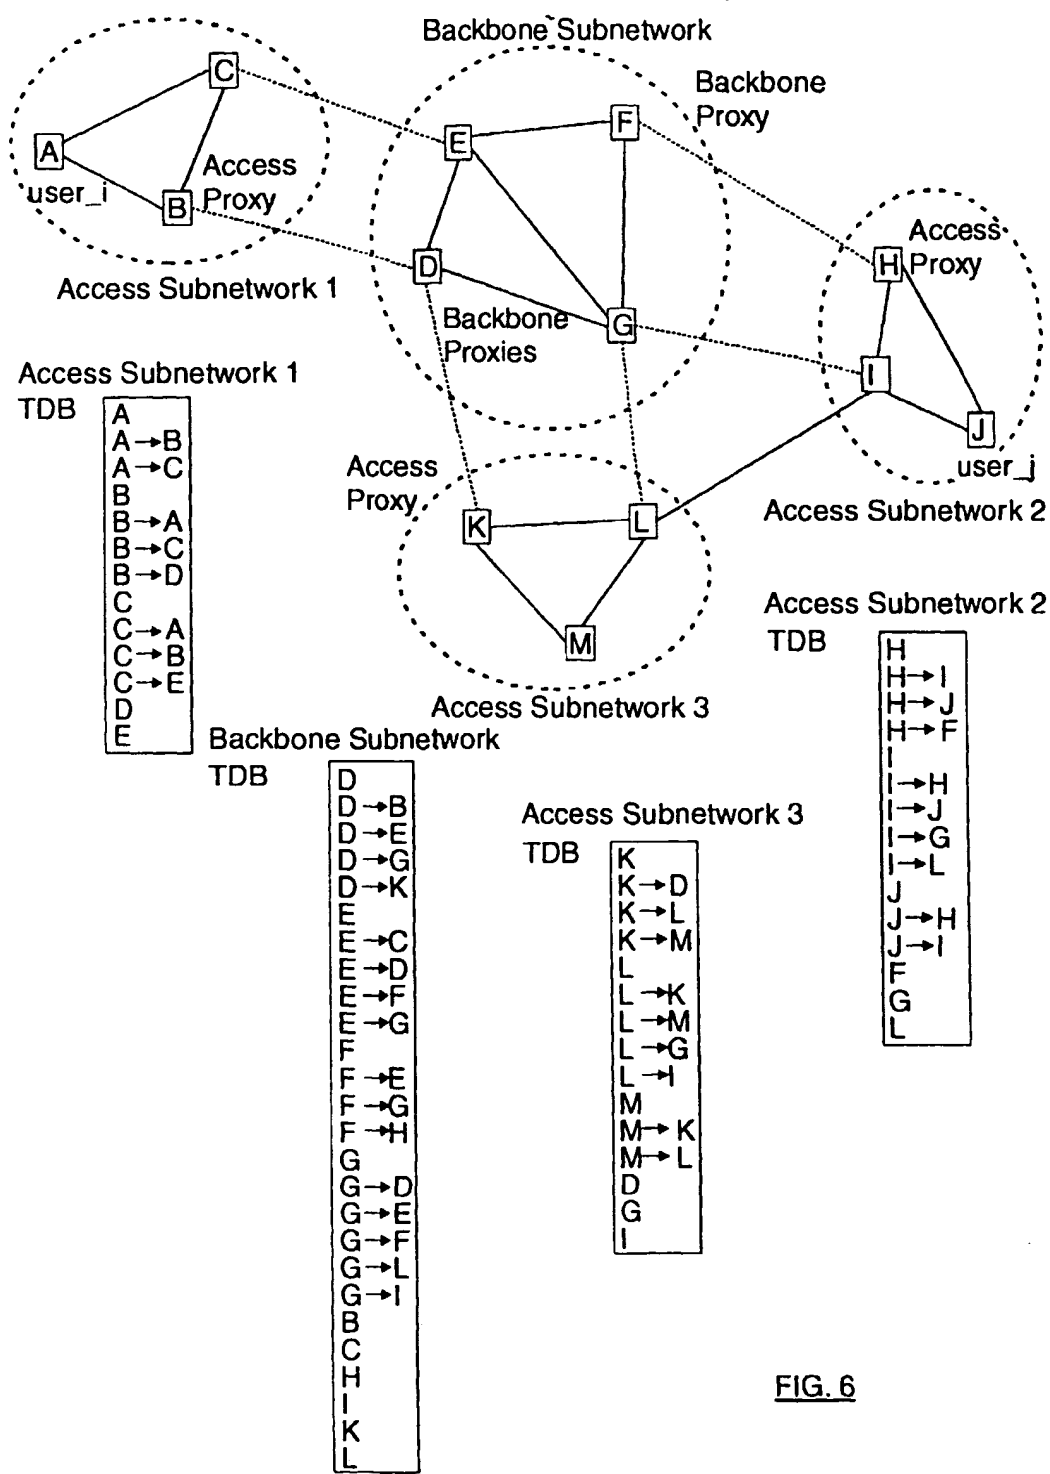 Backbone Subnetwork
C
Backbone
Proxy
F
E
A
Access
Proxy
user_i
B
Access
Proxy
H
D
Access Subnetwork 1
Backbone
Proxies
G
I
Access Subnetwork 1
TDB
J
user_j
Access
Proxy
K
L
Access Subnetwork 2
M
Access Subnetwork 3
A
A→B
A→C
B
B→A
B→C
B→D
C
C→A
C→B
C→E
D
E
Access Subnetwork 2
TDB
H
H→I
H→J
H→F
I
I→H
I→J
I→G
I→L
J
J→H
J→I
F
G
L
Backbone Subnetwork
TDB
D
D→B
D→E
D→G
D→K
E
E→C
E→D
E→F
E→G
F
F→E
F→G
F→H
G
G→D
G→E
G→F
G→L
G→I
B
C
H
I
K
L
Access Subnetwork 3
TDB
K
K→D
K→L
K→M
L
L→K
L→M
L→G
L→I
M
M→K
M→L
D
G
I
FIG. 6